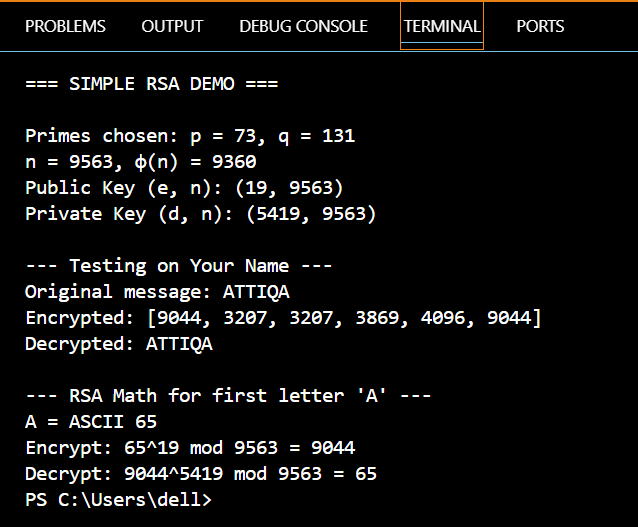 PROBLEMS OUTPUT DEBUG CONSOLE TERMINAL PORTS
=== SIMPLE RSA DEMO ===
Primes chosen: p = 73, q = 131
n = 9563, φ(n) = 9360
Public Key (e, n): (19, 9563)
Private Key (d, n): (5419, 9563)
--- Testing on Your Name ---
Original message: ATTIQA
Encrypted: [9044, 3207, 3207, 3869, 4096, 9044]
Decrypted: ATTIQA
--- RSA Math for first letter 'A' ---
A = ASCII 65
Encrypt: 65^19 mod 9563 = 9044
Decrypt: 9044^5419 mod 9563 = 65
PS C:\Users\dell>